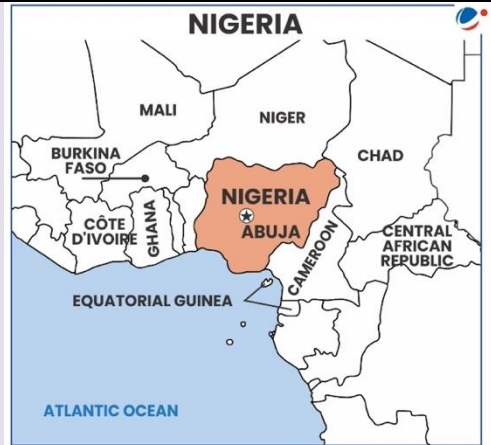 NIGERIA
MALI
NIGER
BURKINA
FASO
CHAD
NIGERIA
ABUJA
CÔTE
D'IVOIRE
GHANA
CAMEROON
CENTRAL
AFRICAN
REPUBLIC
EQUATORIAL GUINEA
ATLANTIC OCEAN